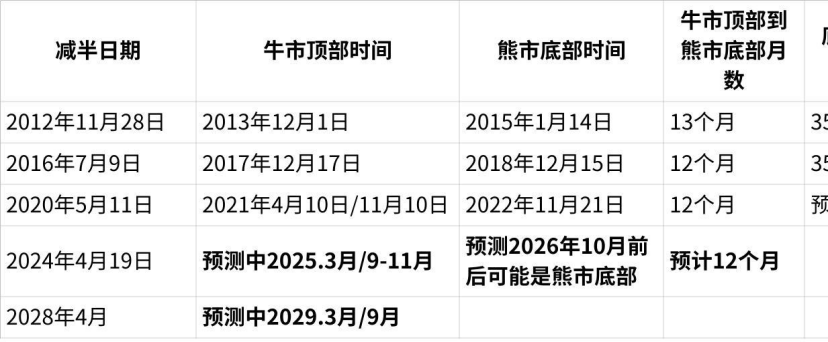 减半日期 牛市顶部时间 熊市底部时间 牛市顶部到
熊市底部月
数
2012年11月28日 2013年12月1日 2015年1月14日 13个月 35
2016年7月9日 2017年12月17日 2018年12月15日 12个月 35
2020年5月11日 2021年4月10日/11月10日 2022年11月21日 12个月 预
2024年4月19日 预测中2025.3月/9-11月 预测2026年10月前
后可能是熊市底部 预计12个月
2028年4月 预测中2029.3月/9月